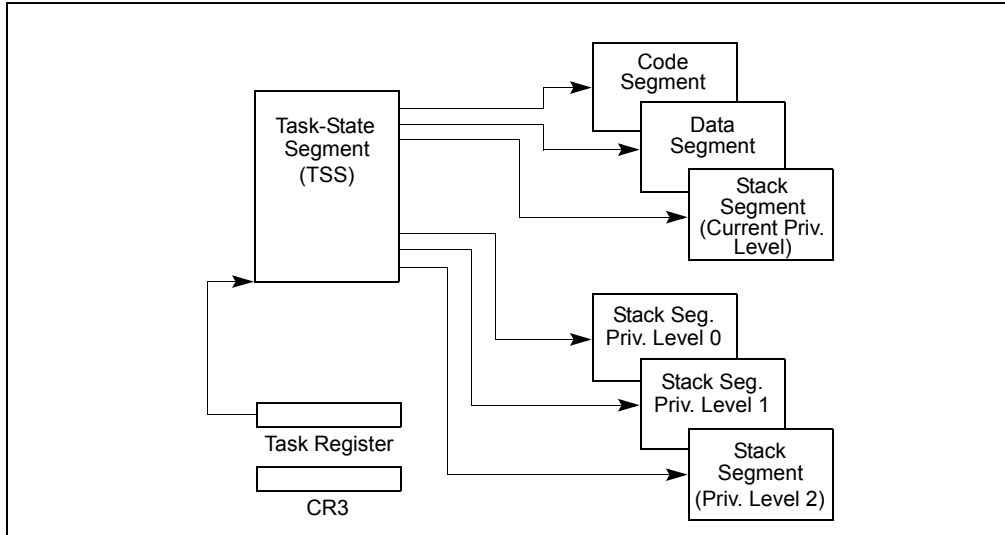 Code
Segment
Task-State
Segment
(TSS)
Data
Segment
Stack
Segment
(Current Priv.
Level)
Stack Seg.
Priv. Level 0
Stack Seg.
Priv. Level 1
Task Register
Stack
Segment
(Priv. Level 2)
CR3